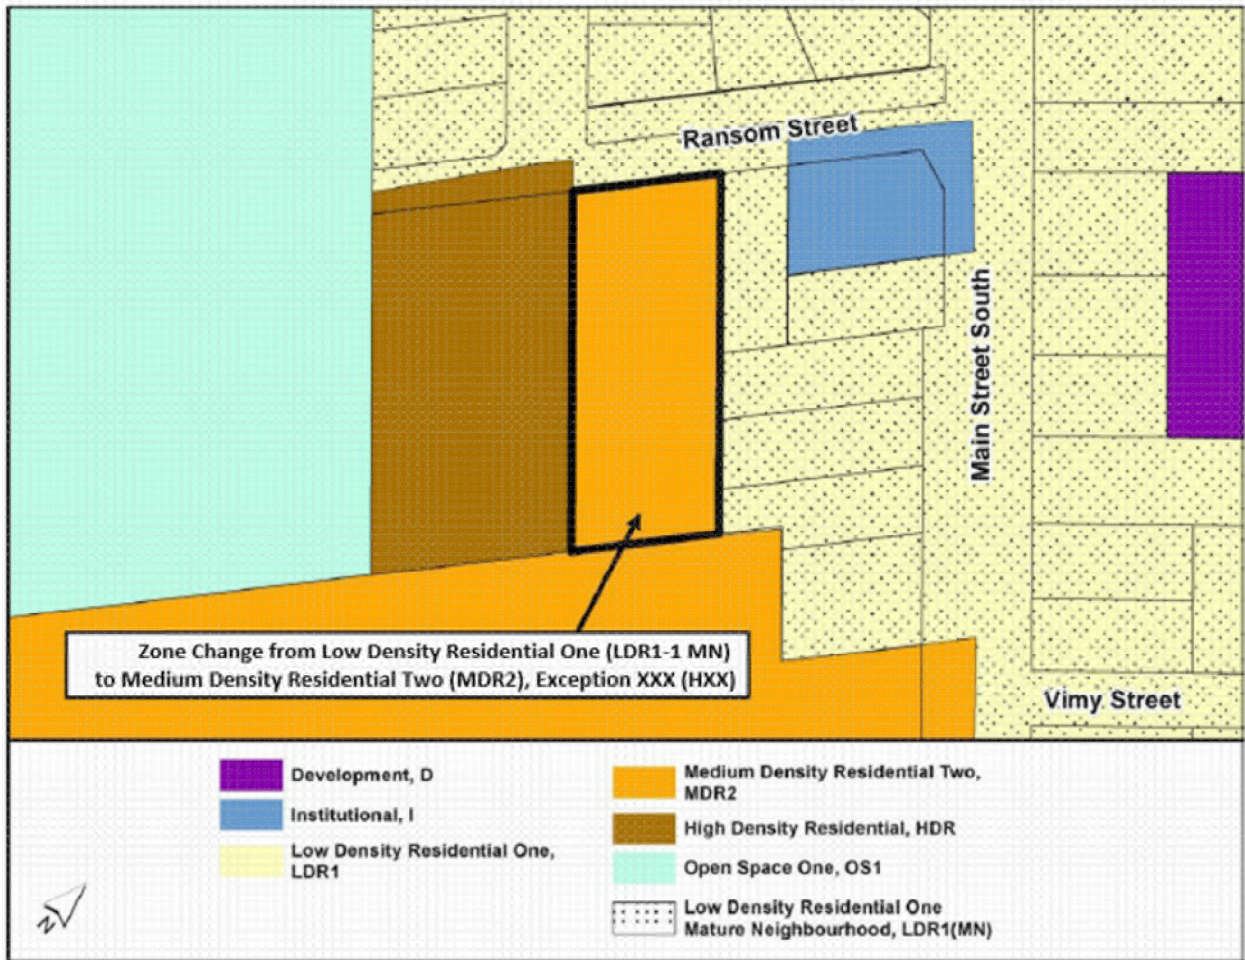 Ransom Street
Main Street South
Zone Change from Low Density Residential One (LDR1-1 MN)
to Medium Density Residential Two (MDR2), Exception XXX (HXX)
Vimy Street
Development, D
Institutional, I
Low Density Residential One,
LDR1
Medium Density Residential Two,
MDR2
High Density Residential, HDR
Open Space One, OS1
Low Density Residential One
Mature Neighbourhood, LDR1(MN)
N